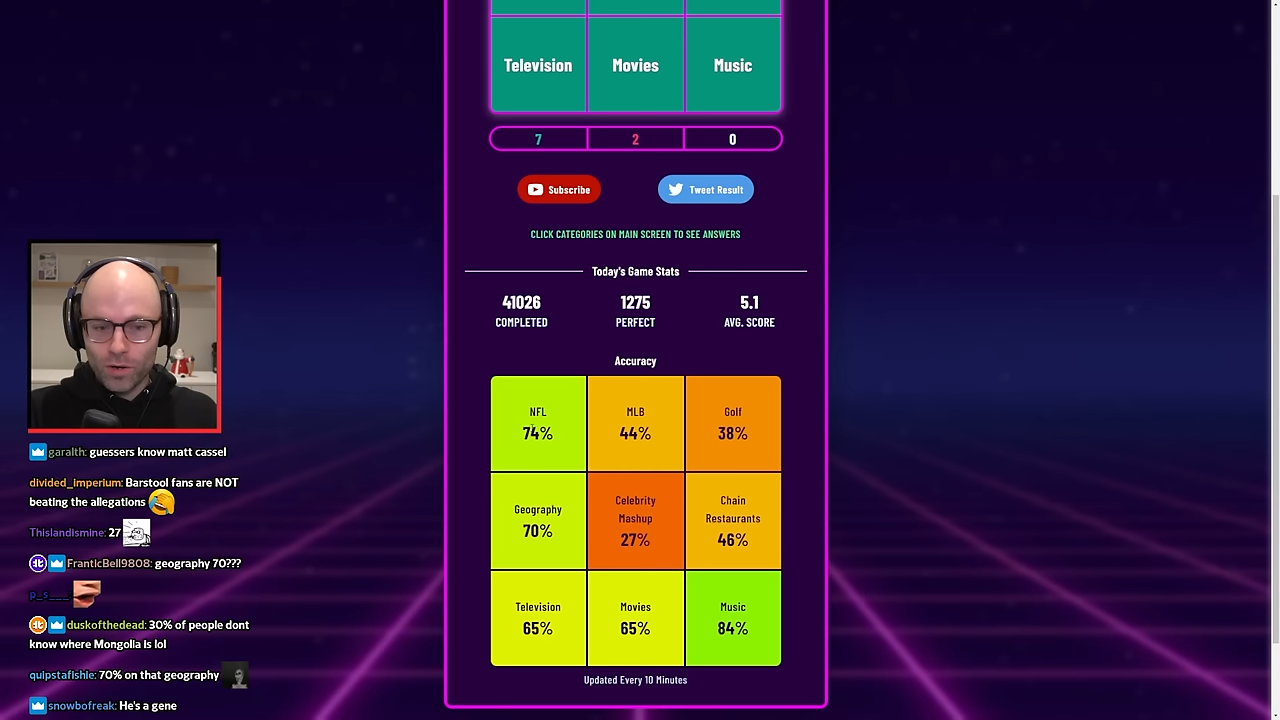 Television Movies Music
7 2 0
Subscribe Tweet Result
CLICK CATEGORIES ON MAIN SCREEN TO SEE ANSWERS
Today's Game Stats
41026 1275 5.1
COMPLETED PERFECT AVG. SCORE
Accuracy
NFL MLB Golf
74% 44% 38%
Geography
70%
Celebrity
Mashup
27%
Chain
Restaurants
46%
Television Movies Music
65% 65% 84%
Updated Every 10 Minutes
garalth: guessers know matt cassel
divided_imperium: Barstool fans are NOT
beating the allegations
Thislandismine: 27
FranticBell9808: geography 70???
p_s___
duskofthedead: 30% of people dont
know where Mongolia is lol
quipstafishie: 70% on that geography
snowbofreak: He's a gene